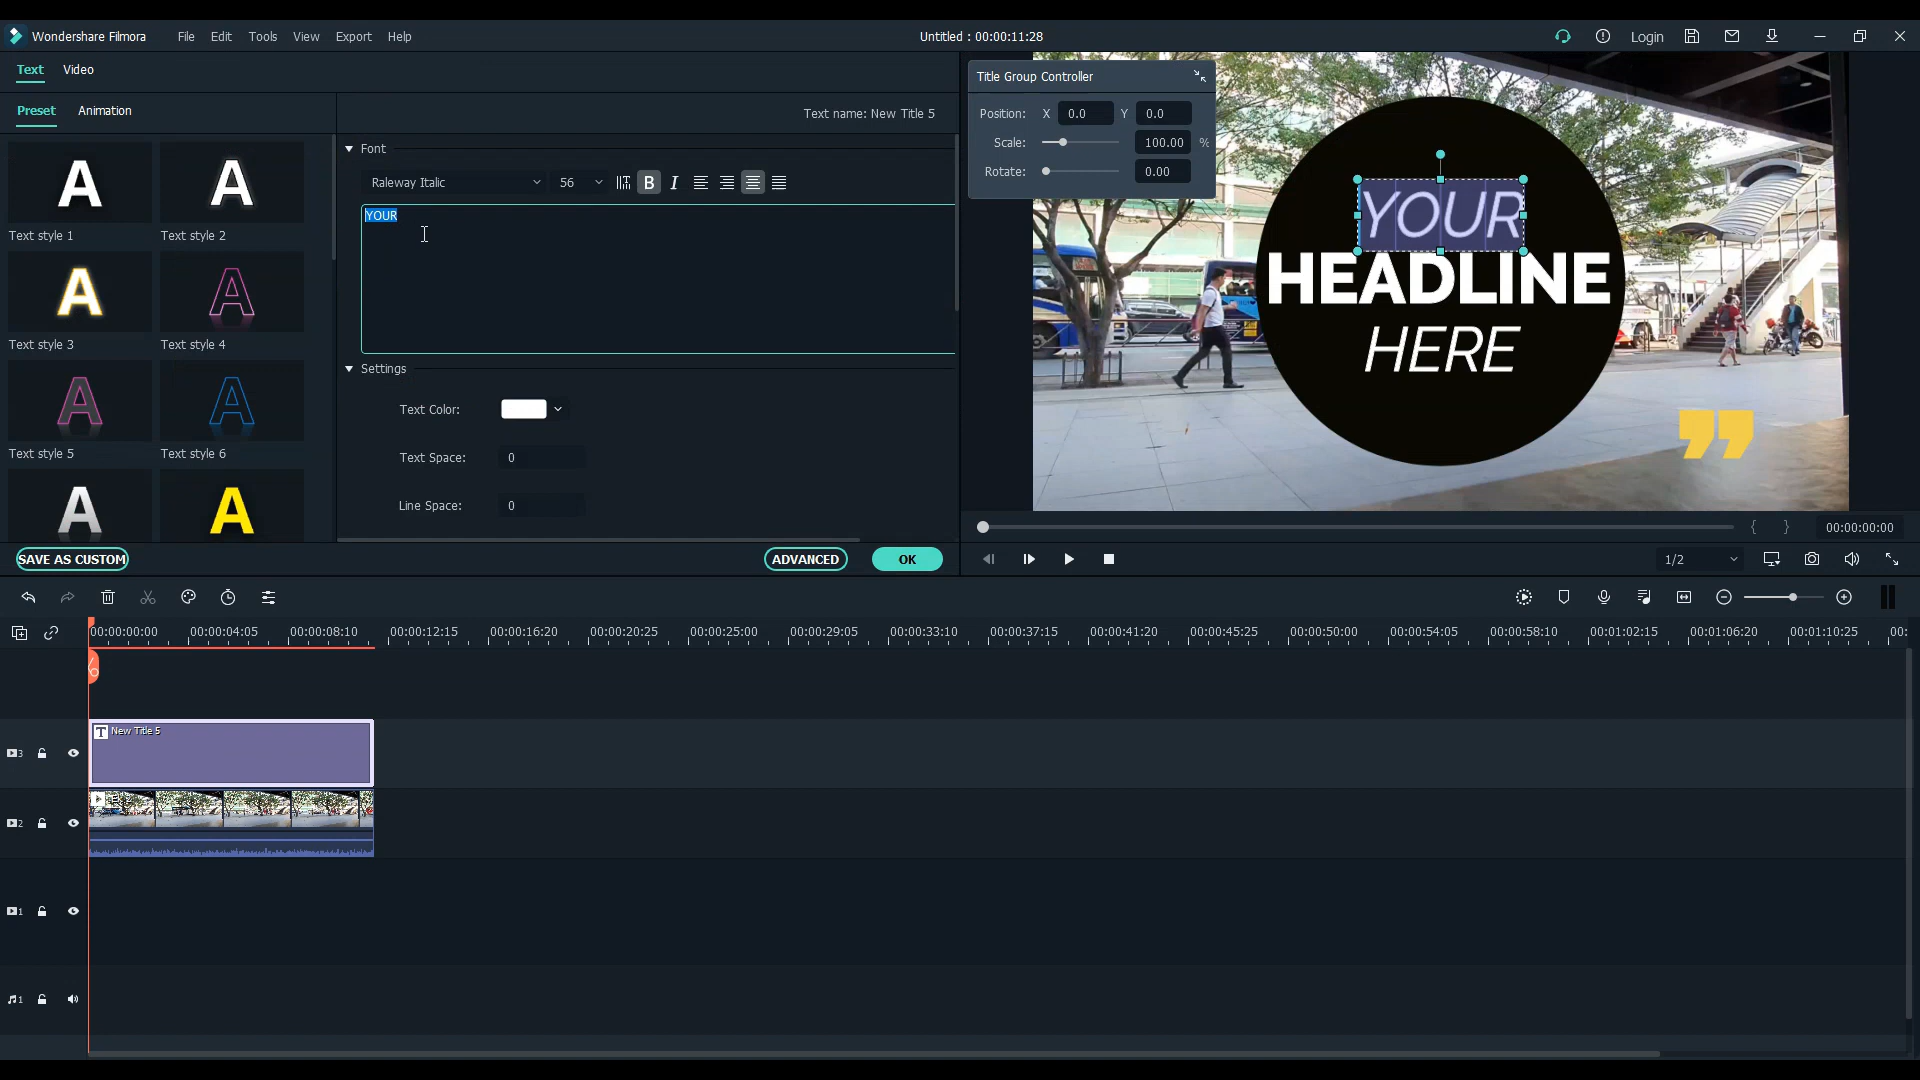 Wondershare Filmora File Edit Tools View Export Help Untitled : 00:00:11:28 Login
Text Video
Preset Animation Text name: New Title 5
Title Group Controller
Position: X 0.0 Y 0.0
Scale: 100.00 %
Rotate: 0.00
Font
Raleway Italic 56 B I
YOUR
A A
Text style 1 Text style 2
A A
Text style 3 Text style 4
A A
Text style 5 Text style 6
A A
Settings
Text Color:
Text Space: 0
Line Space: 0
YOUR
HEADLINE
HERE
SAVE AS CUSTOM ADVANCED OK
{ } 00:00:00:00
1/2
00:00:00:00 00:00:04:05 00:00:08:10 00:00:12:15 00:00:16:20 00:00:20:25 00:00:25:00 00:00:29:05 00:00:33:10 00:00:37:15 00:00:41:20 00:00:45:25 00:00:50:00 00:00:54:05 00:00:58:10 00:01:02:15 00:01:06:20 00:01:10:25 00:
T New Title 5
3
2
1
1